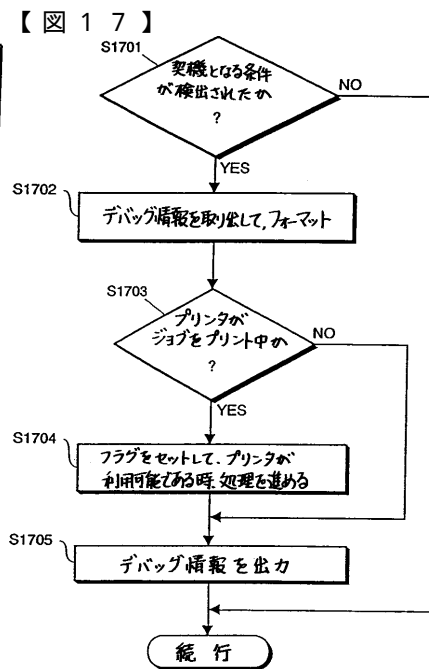 【図17】
S1701
契機となる条件
が検出されたか
?
NO
YES
S1702
デバッグ情報を取り出して,フォーマット
S1703
プリンタが
ジョブをプリント中か
?
NO
YES
S1704
フラグをセットして、プリンタが
利用可能である時、処理を進める
S1705
デバッグ情報を出力
続行